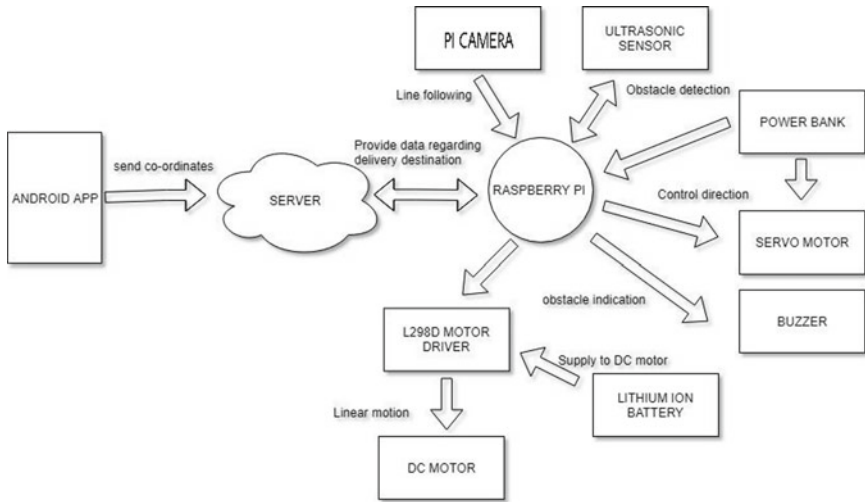 PI CAMERA
ULTRASONIC
SENSOR
Line following
Obstacle detection
POWER BANK
ANDROID APP
send co-ordinates
SERVER
Provide data regarding
delivery destination
RASPBERRY PI
Control direction
SERVO MOTOR
obstacle indication
BUZZER
L298D MOTOR
DRIVER
Supply to DC motor
LITHIUM ION
BATTERY
Linear motion
DC MOTOR